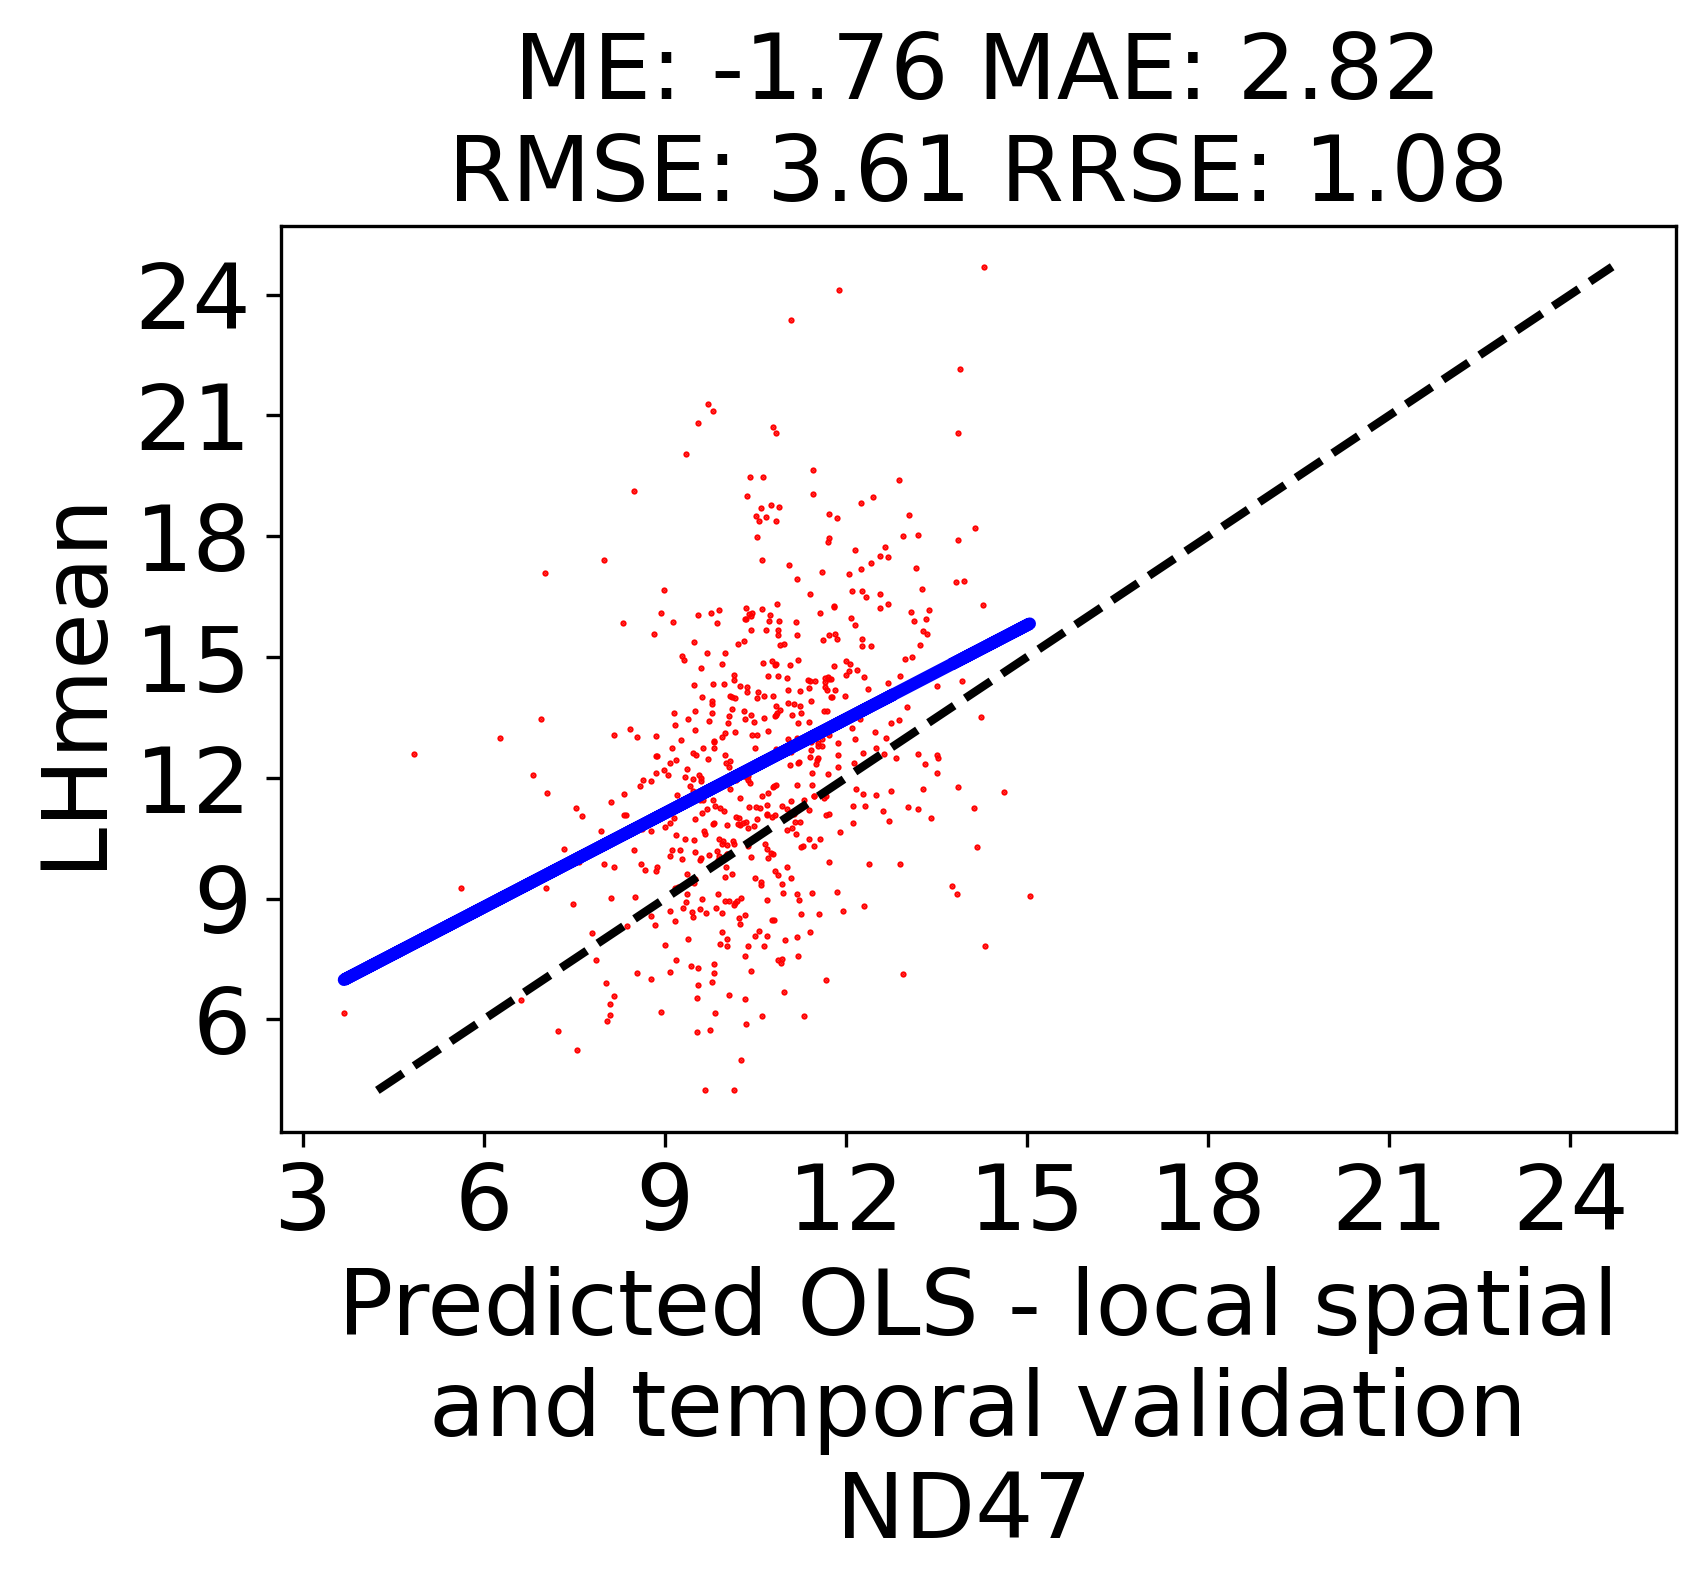 ME: -1.76 MAE: 2.82
RMSE: 3.61 RRSE: 1.08
24
21
18
15
12
9
6
LHmean
3 6 9 12 15 18 21 24
Predicted OLS - local spatial
and temporal validation
ND47